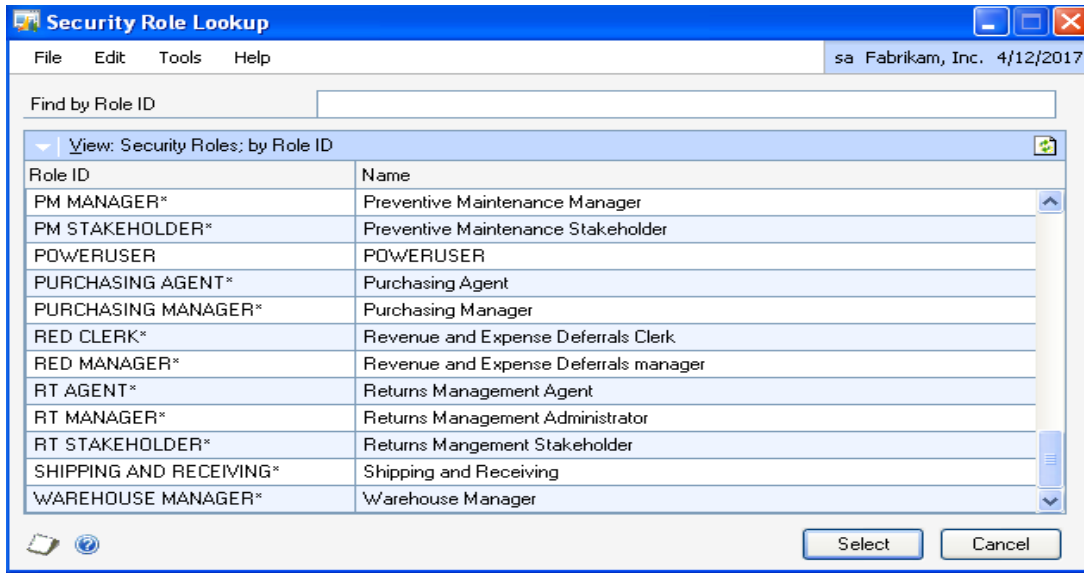 Security Role Lookup
File Edit Tools Help sa Fabrikam, Inc. 4/12/2017
Find by Role ID
View: Security Roles; by Role ID
Role ID Name
PM MANAGER* Preventive Maintenance Manager
PM STAKEHOLDER* Preventive Maintenance Stakeholder
POWERUSER POWERUSER
PURCHASING AGENT* Purchasing Agent
PURCHASING MANAGER* Purchasing Manager
RED CLERK* Revenue and Expense Deferrals Clerk
RED MANAGER* Revenue and Expense Deferrals manager
RT AGENT* Returns Management Agent
RT MANAGER* Returns Management Administrator
RT STAKEHOLDER* Returns Mangement Stakeholder
SHIPPING AND RECEIVING* Shipping and Receiving
WAREHOUSE MANAGER* Warehouse Manager
Select Cancel